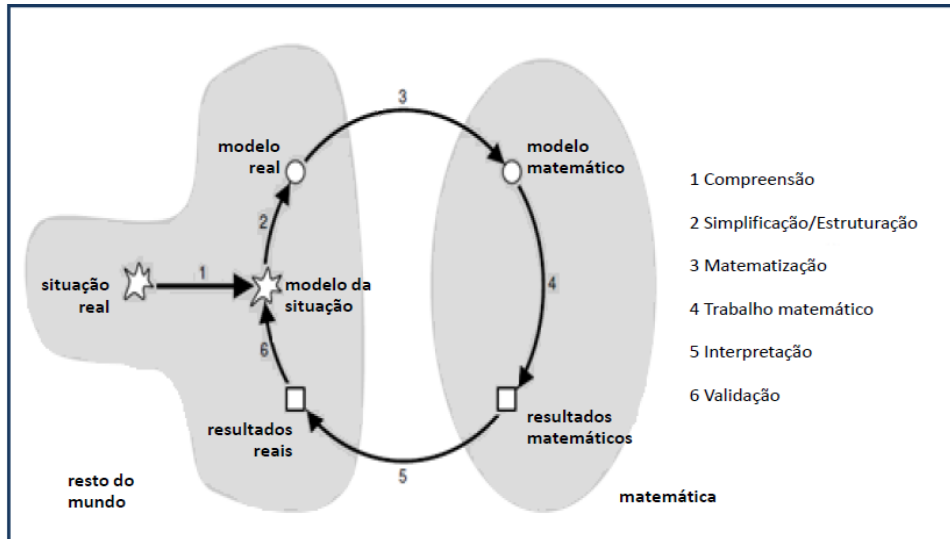 3
modelo
real
modelo
matemático
2
1
situação
real
modelo da
situação
4
6
resultados
reais
resultados
matemáticos
5
resto do
mundo
matemática
1 Compreensão
2 Simplificação/Estruturação
3 Matematização
4 Trabalho matemático
5 Interpretação
6 Validação